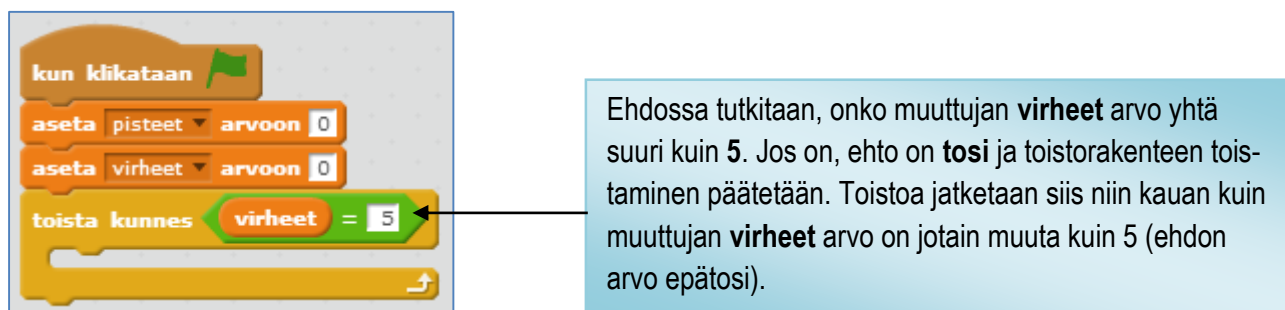 kun klikataan
aseta pisteet arvoon 0
aseta virheet arvoon 0
toista kunnes virheet = 5
Ehdossa tutkitaan, onko muuttujan virheet arvo yhtä
suuri kuin 5. Jos on, ehto on tosi ja toistorakenteen tois-
taminen päätetään. Toistoa jatketaan siis niin kauan kuin
muuttujan virheet arvo on jotain muuta kuin 5 (ehdon
arvo epätosi).